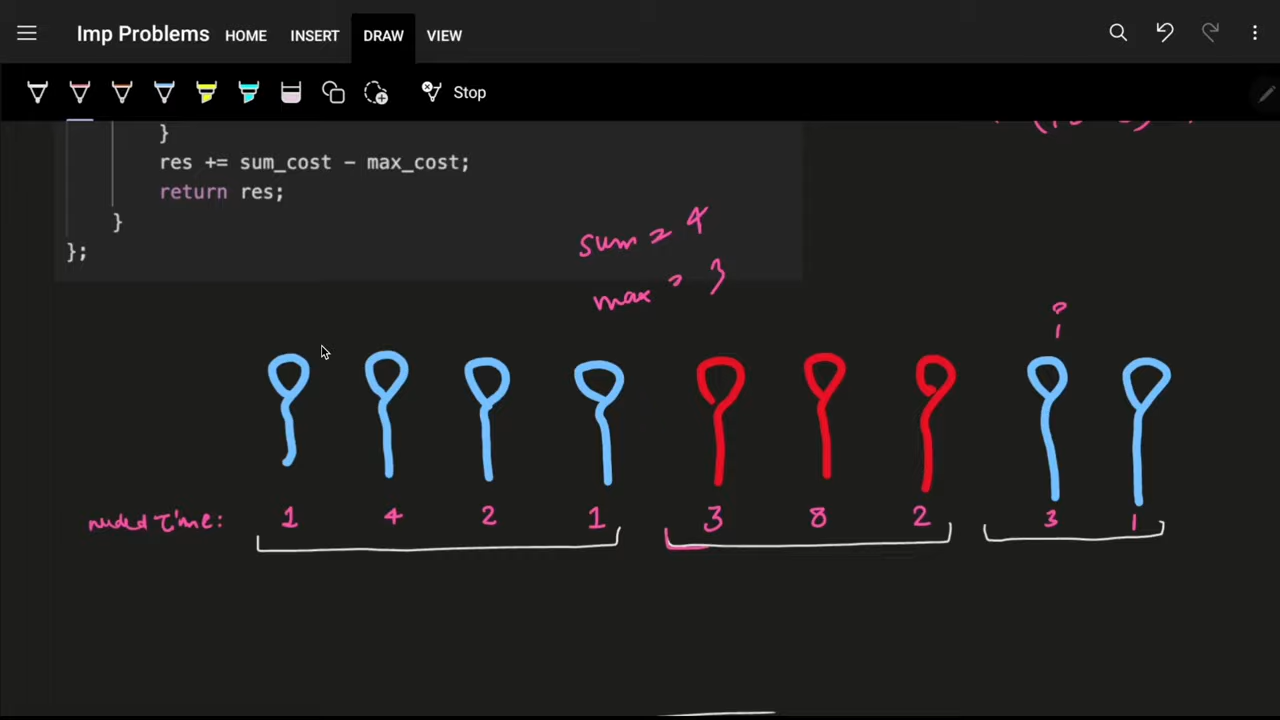 Imp Problems HOME INSERT DRAW VIEW
Stop
}
res += sum_cost - max_cost;
return res;
}
};
sum = 4
max = 3
i
needed Time: 1 4 2 1 3 8 2 3 1